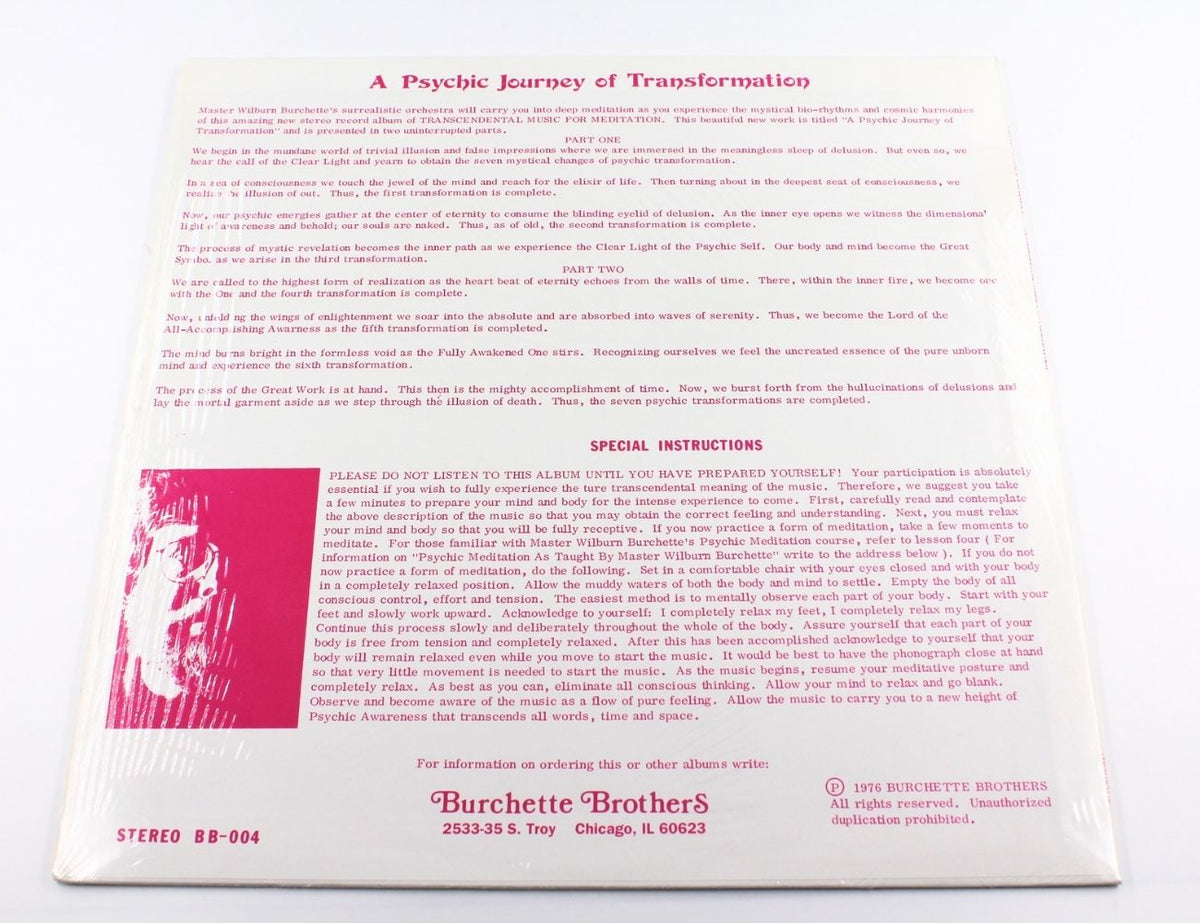 A Psychic Journey of Transformation
Master Wilburn Burchette's surrealistic orchestra will carry you into deep meditation as you experience the mystical bio-rhythms and cosmic harmonies
of this amazing new stereo record album of TRANSCENDENTAL MUSIC FOR MEDITATION. This beautiful new work is titled "A Psychic Journey of
Transformation" and is presented in two uninterrupted parts.
PART ONE
We begin in the mundane world of trivial illusion and false impressions where we are immersed in the meaningless sleep of delusion. But even so, we
hear the call of the Clear Light and yearn to obtain the seven mystical changes of psychic transformation.
In a sea of consciousness we touch the jewel of the mind and reach for the elixir of life. Then turning about in the deepest seat of consciousness, we
realize the illusion of out. Thus, the first transformation is complete.
Now, our psychic energies gather at the center of eternity to consume the blinding eyelid of delusion. As the inner eye opens we witness the dimensional
light of awareness and behold; our souls are naked. Thus, as of old, the second transformation is complete.
The process of mystic revelation becomes the inner path as we experience the Clear Light of the Psychic Self. Our body and mind become the Great
Symbol as we arise in the third transformation.
PART TWO
We are called to the highest form of realization as the heart beat of eternity echoes from the walls of time. There, within the inner fire, we become one
with the One and the fourth transformation is complete.
Now, unfolding the wings of enlightenment we soar into the absolute and are absorbed into waves of serenity. Thus, we become the Lord of the
All-Accomplishing Awarness as the fifth transformation is completed.
The mind burns bright in the formless void as the Fully Awakened One stirs. Recognizing ourselves we feel the uncreated essence of the pure unborn
mind and experience the sixth transformation.
The process of the Great Work is at hand. This then is the mighty accomplishment of time. Now, we burst forth from the hullucinations of delusions and
lay the mortal garment aside as we step through the illusion of death. Thus, the seven psychic transformations are completed.
SPECIAL INSTRUCTIONS
PLEASE DO NOT LISTEN TO THIS ALBUM UNTIL YOU HAVE PREPARED YOURSELF! Your participation is absolutely
essential if you wish to fully experience the ture transcendental meaning of the music. Therefore, we suggest you take
a few minutes to prepare your mind and body for the intense experience to come. First, carefully read and contemplate
the above description of the music so that you may obtain the correct feeling and understanding. Next, you must relax
your mind and body so that you will be fully receptive. If you now practice a form of meditation, take a few moments to
meditate. For those familiar with Master Wilburn Burchette's Psychic Meditation course, refer to lesson four ( For
information on "Psychic Meditation As Taught By Master Wilburn Burchette" write to the address below ). If you do not
now practice a form of meditation, do the following. Set in a comfortable chair with your eyes closed and with your body
in a completely relaxed position. Allow the muddy waters of both the body and mind to settle. Empty the body of all
conscious control, effort and tension. The easiest method is to mentally observe each part of your body. Start with your
feet and slowly work upward. Acknowledge to yourself: I completely relax my feet, I completely relax my legs.
Continue this process slowly and deliberately throughout the whole of the body. Assure yourself that each part of your
body is free from tension and completely relaxed. After this has been accomplished acknowledge to yourself that your
body will remain relaxed even while you move to start the music. It would be best to have the phonograph close at hand
so that very little movement is needed to start the music. As the music begins, resume your meditative posture and
completely relax. As best as you can, eliminate all conscious thinking. Allow your mind to relax and go blank.
Observe and become aware of the music as a flow of pure feeling. Allow the music to carry you to a new height of
Psychic Awareness that transcends all words, time and space.
For information on ordering this or other albums write:
Burchette Brothers
2533-35 S. Troy Chicago, IL 60623
℗ 1976 BURCHETTE BROTHERS
All rights reserved. Unauthorized
duplication prohibited.
STEREO BB-004